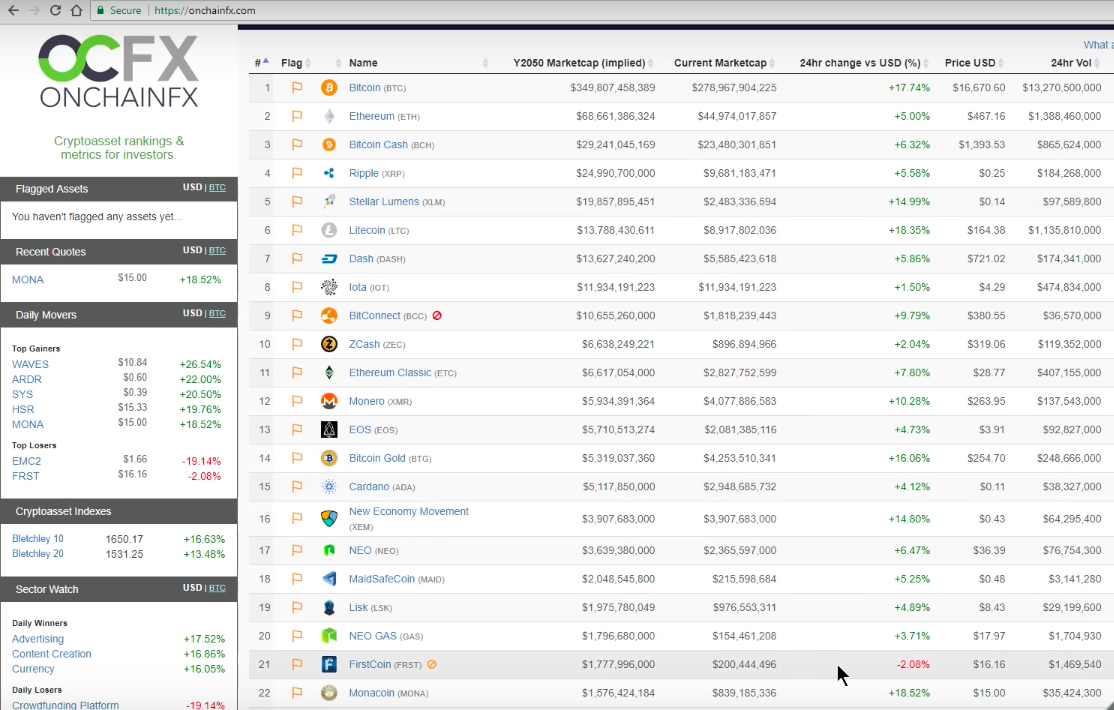 Secure https://onchainfx.com
OCFX
ONCHAINFX
Cryptoasset rankings &
metrics for investors.
Flagged Assets USD | BTC
You haven't flagged any assets yet...
Recent Quotes USD | BTC
MONA $15.00 +18.52%
Daily Movers USD | BTC
Top Gainers
WAVES $10.84 +26.54%
ARDR $0.60 +22.00%
SYS $0.39 +20.50%
HSR $15.33 +19.76%
MONA $15.00 +18.52%
Top Losers
EMC2 $1.66 -19.14%
FRST $16.16 -2.08%
Cryptoasset Indexes
Bletchley 10 1650.17 +16.63%
Bletchley 20 1531.25 +13.48%
Sector Watch USD | BTC
Daily Winners
Advertising +17.52%
Content Creation +16.86%
Currency +16.05%
Daily Losers
Crowdfunding Platform -19.14%
What a
# Flag Name Y2050 Marketcap (implied) Current Marketcap 24hr change vs USD (%) Price USD 24hr Vol
1 Bitcoin (BTC) $349,807,458,389 $278,967,904,225 +17.74% $16,670.60 $13,270,500,000
2 Ethereum (ETH) $68,661,386,324 $44,974,017,857 +5.00% $467.16 $1,388,460,000
3 Bitcoin Cash (BCH) $29,241,045,169 $23,480,301,851 +6.32% $1,393.53 $865,624,000
4 Ripple (XRP) $24,990,700,000 $9,681,183,471 +5.58% $0.25 $184,268,000
5 Stellar Lumens (XLM) $19,857,895,451 $2,483,336,594 +14.99% $0.14 $97,589,800
6 Litecoin (LTC) $13,788,430,611 $8,917,802,036 +18.35% $164.38 $1,135,810,000
7 Dash (DASH) $13,627,240,200 $5,585,423,618 +5.86% $721.02 $174,341,000
8 Iota (IOT) $11,934,191,223 $11,934,191,223 +1.50% $4.29 $474,834,000
9 BitConnect (BCC) $10,655,260,000 $1,818,239,443 +9.79% $380.55 $36,570,000
10 ZCash (ZEC) $6,638,249,221 $896,894,966 +2.04% $319.06 $119,352,000
11 Ethereum Classic (ETC) $6,617,054,000 $2,827,752,599 +7.80% $28.77 $407,155,000
12 Monero (XMR) $5,934,391,364 $4,077,886,583 +10.28% $263.95 $137,543,000
13 EOS (EOS) $5,710,513,274 $2,081,385,116 +4.73% $3.91 $92,827,000
14 Bitcoin Gold (BTG) $5,319,037,360 $4,253,510,341 +16.06% $254.70 $248,666,000
15 Cardano (ADA) $5,117,850,000 $2,948,685,732 +4.12% $0.11 $38,327,000
16 New Economy Movement
(XEM) $3,907,683,000 $3,907,683,000 +14.80% $0.43 $64,295,400
17 NEO (NEO) $3,639,380,000 $2,365,597,000 +6.47% $36.39 $76,754,300
18 MaidSafeCoin (MAID) $2,048,545,800 $215,598,684 +5.25% $0.48 $3,141,280
19 Lisk (LSK) $1,975,780,049 $976,553,311 +4.89% $8.43 $29,199,600
20 NEO GAS (GAS) $1,796,680,000 $154,461,208 +3.71% $17.97 $1,704,930
21 FirstCoin (FRST) $1,777,996,000 $200,444,496 -2.08% $16.16 $1,469,540
22 Monacoin (MONA) $1,576,424,184 $839,185,336 +18.52% $15.00 $35,424,300